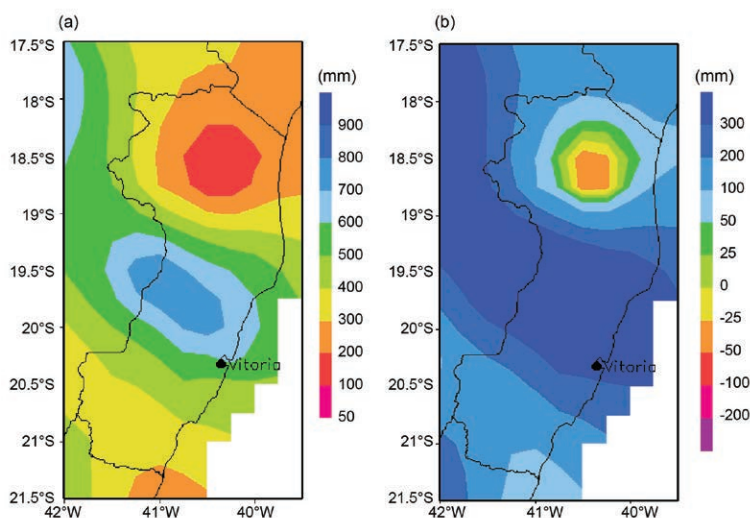 (a)
(b)
17.5°S
18°S
18.5°S
19°S
19.5°S
20°S
20.5°S
21°S
21.5°S
42°W
41°W
40°W
Vitoria
(mm)
900
800
700
600
500
400
300
200
100
50
17.5°S
18°S
18.5°S
19°S
19.5°S
20°S
20.5°S
21°S
21.5°S
42°W
41°W
40°W
Vitoria
(mm)
300
200
100
50
25
0
-25
-50
-100
-200